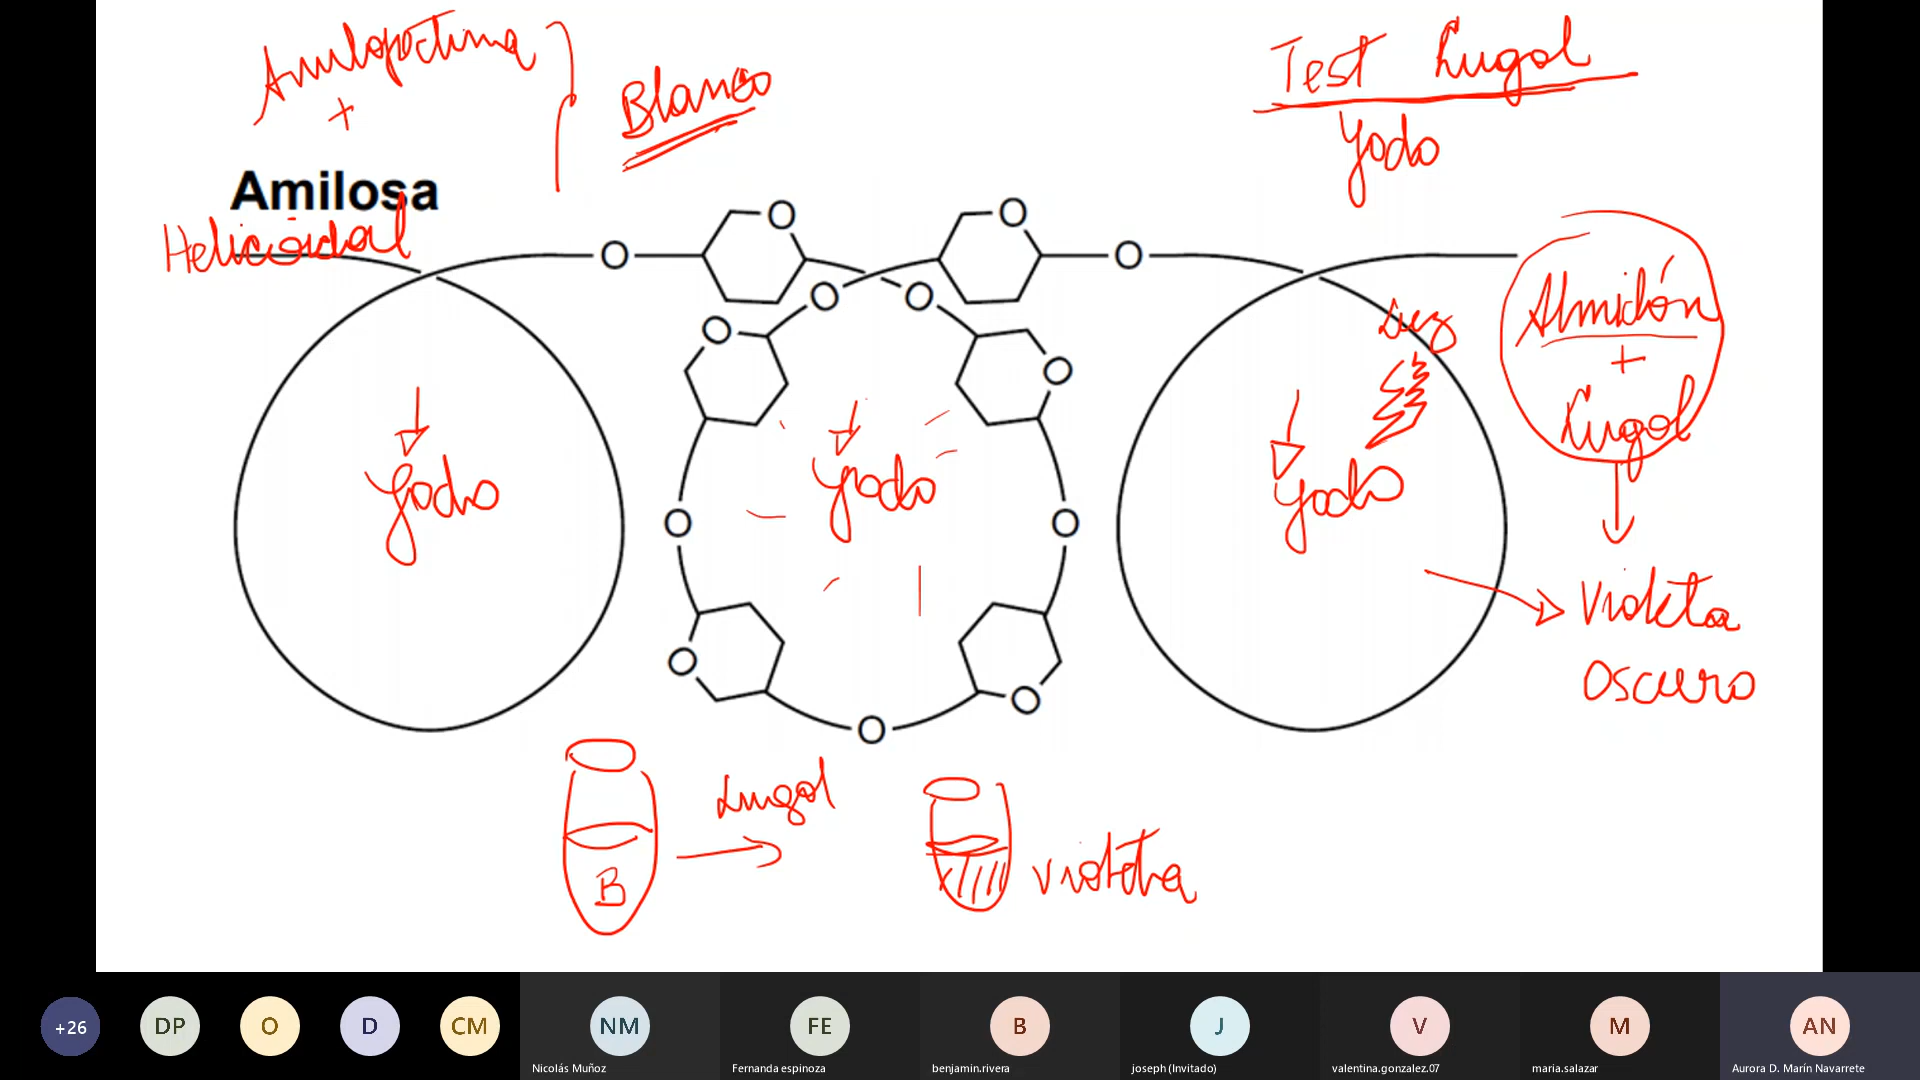 Amilopectina
+
Blanco
Test Lugol
Yodo
Amilosa
Helicoidal
O
O
O
O
O
O
O
O
Luz
Almidón
+
Lugol
O
O
Yodo
Yodo
Yodo
O
O
Violeta
Oscuro
O
O
O
Lugol
B
violeta
+26
DP
O
D
CM
NM
FE
B
J
V
M
AN
Nicolás Muñoz
Fernanda espinoza
benjamin.rivera
joseph (Invitado)
valentina.gonzalez.07
maria.salazar
Aurora D. Marín Navarrete